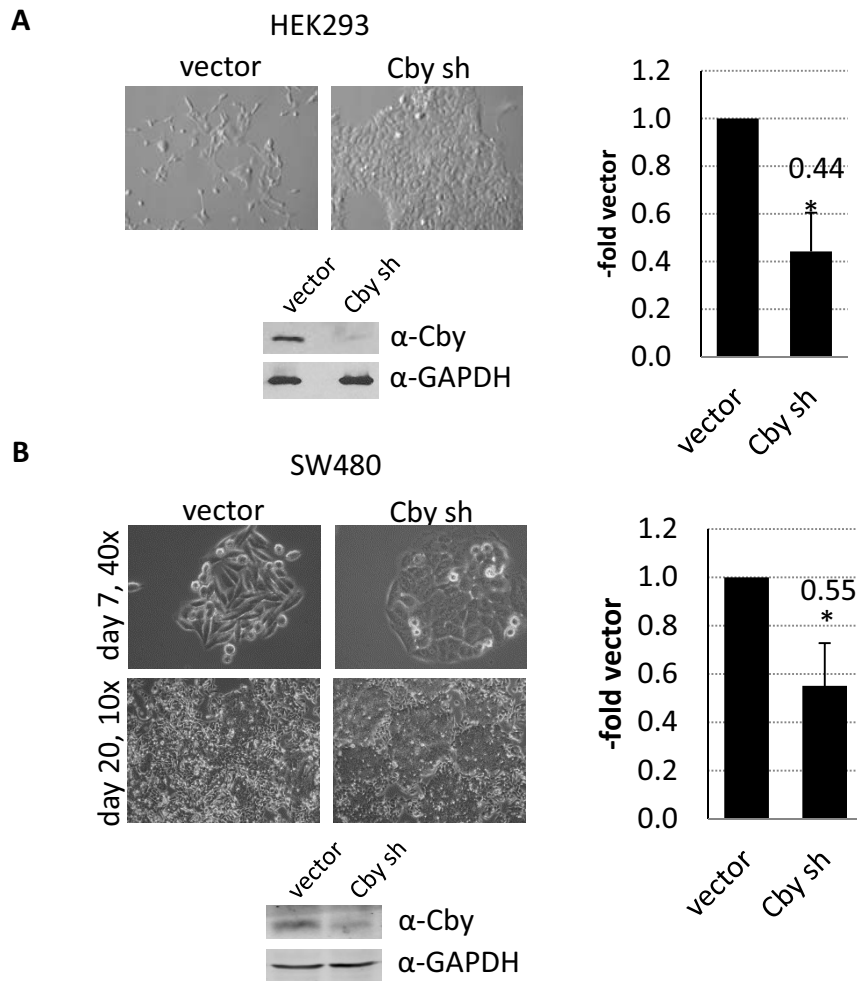 A
HEK293
vector Cby sh
vector Cby sh
α-Cby
α-GAPDH
-fold vector
1.2
1.0
0.8
0.6
0.4
0.2
0.0
0.44
*
vector Cby sh
B
SW480
vector Cby sh
day 7, 40x
day 20, 10x
vector Cby sh
α-Cby
α-GAPDH
-fold vector
1.2
1.0
0.8
0.6
0.4
0.2
0.0
0.55
*
vector Cby sh